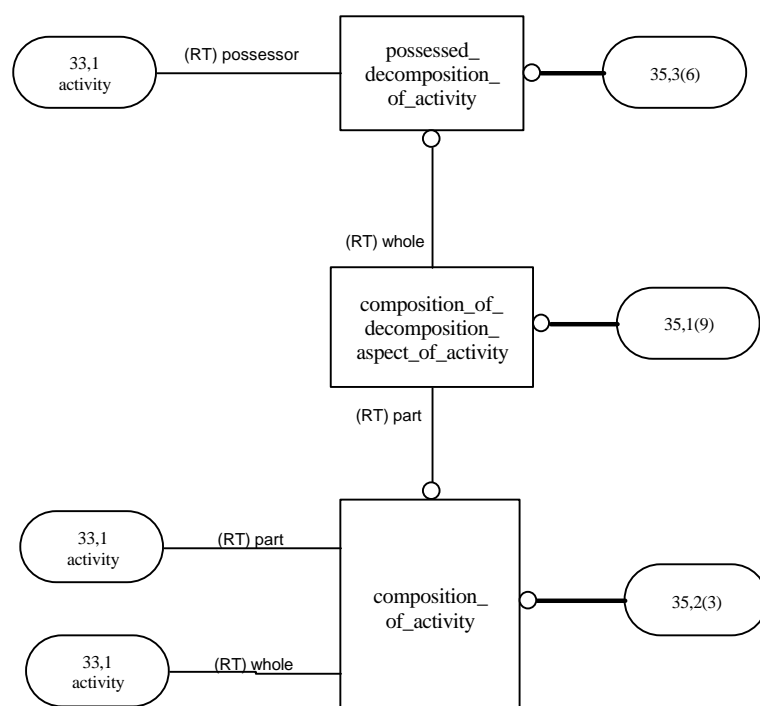 33,1
activity
(RT) possessor
possessed_
decomposition_
of_activity
35,3(6)
(RT) whole
composition_of_
decomposition_
aspect_of_activity
35,1(9)
(RT) part
33,1
activity
(RT) part
composition_
of_activity
35,2(3)
33,1
activity
(RT) whole